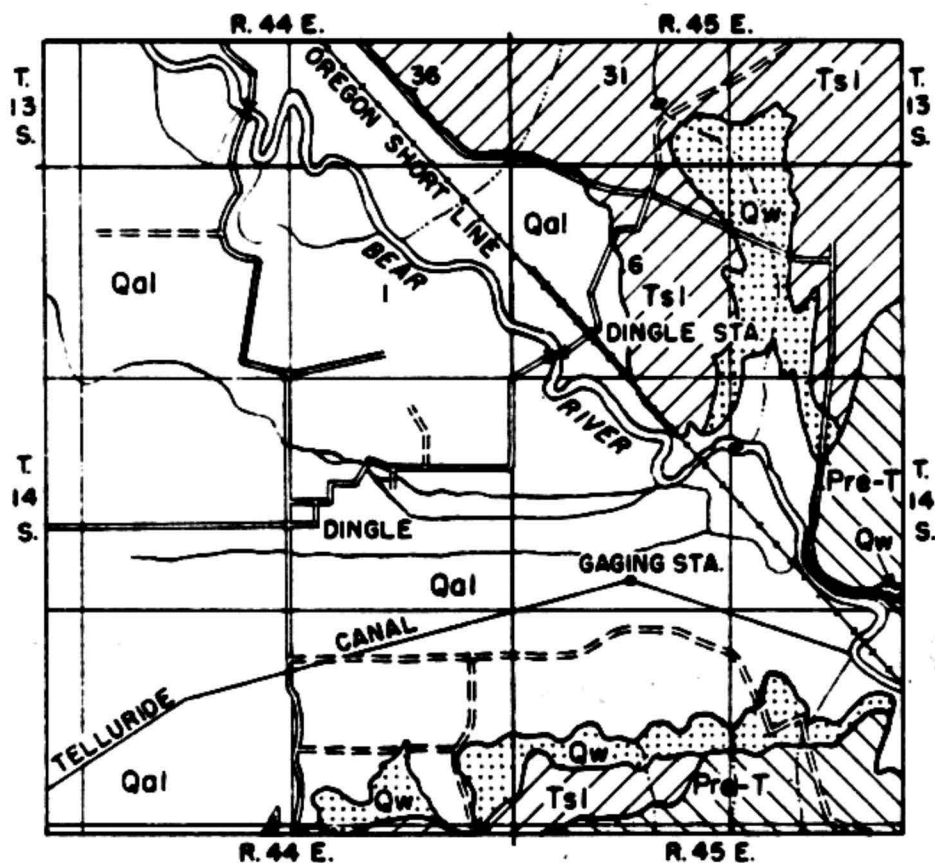 R. 44 E.
R. 45 E.
T. 13 S.
T. 13 S.
36
31
Tsl
OREGON SHORT LINE
Qw
Qal
Qal
BEAR
6
1
Tsl
DINGLE STA.
RIVER
T. 14 S.
T. 14 S.
Pre-T
DINGLE
Qw
GAGING STA.
Qal
CANAL
TELLURIDE
Qw
Pre-T
Qal
Qw
Tsl
R. 44 E.
R. 45 E.